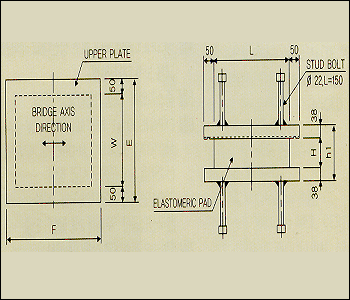 UPPER PLATE
50
L
50
STUD BOLT
Ø 22,L=150
50
BRIDGE AXIS
DIRECTION
W
E
38
H
h1
50
38
ELASTOMERIC PAD
F